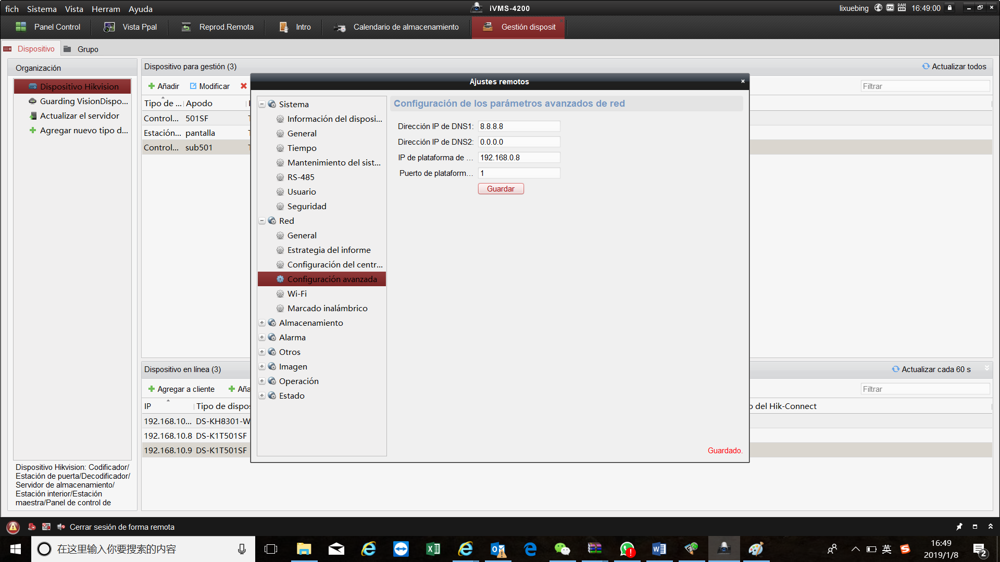 fich Sistema Vista Herram Ayuda
iVMS-4200
lixuebing
CPU
RAM
16:49:00
Panel Control
Vista Ppal
Reprod.Remota
Intro
Calendario de almacenamiento
Gestión disposit
Dispositivo
Grupo
Organización
Dispositivo Hikvision
Guarding VisionDispo...
Actualizar el servidor
Agregar nuevo tipo d...
Dispositivo Hikvision: Codificador/
Estación de puerta/Decodificador/
Servidor de almacenamiento/
Estación interior/Estación
maestra/Panel de control de
Dispositivo para gestión (3)
Actualizar todos
Añadir
Modificar
Filtrar
Tipo de ... Apodo
Control... 501SF
Estación... pantalla
Control... sub501
Ajustes remotos
Sistema
Información del disposi...
General
Tiempo
Mantenimiento del sist...
RS-485
Usuario
Seguridad
Red
General
Estrategia del informe
Configuración del centr...
Configuración avanzada
Wi-Fi
Marcado inalámbrico
Almacenamiento
Alarma
Otros
Imagen
Operación
Estado
Configuración de los parámetros avanzados de red
Dirección IP de DNS1: 8.8.8.8
Dirección IP de DNS2: 0.0.0.0
IP de plataforma de ... 192.168.0.8
Puerto de plataform... 1
Guardar
Guardado.
Dispositivo en línea (3)
Actualizar cada 60 s
Agregar a cliente
Aña
Filtrar
IP Tipo de dispos
del Hik-Connect
192.168.10... DS-KH8301-W
192.168.10.8 DS-K1T501SF
192.168.10.9 DS-K1T501SF
Cerrar sesión de forma remota
在这里输入你要搜索的内容
英
16:49
2019/1/8
2